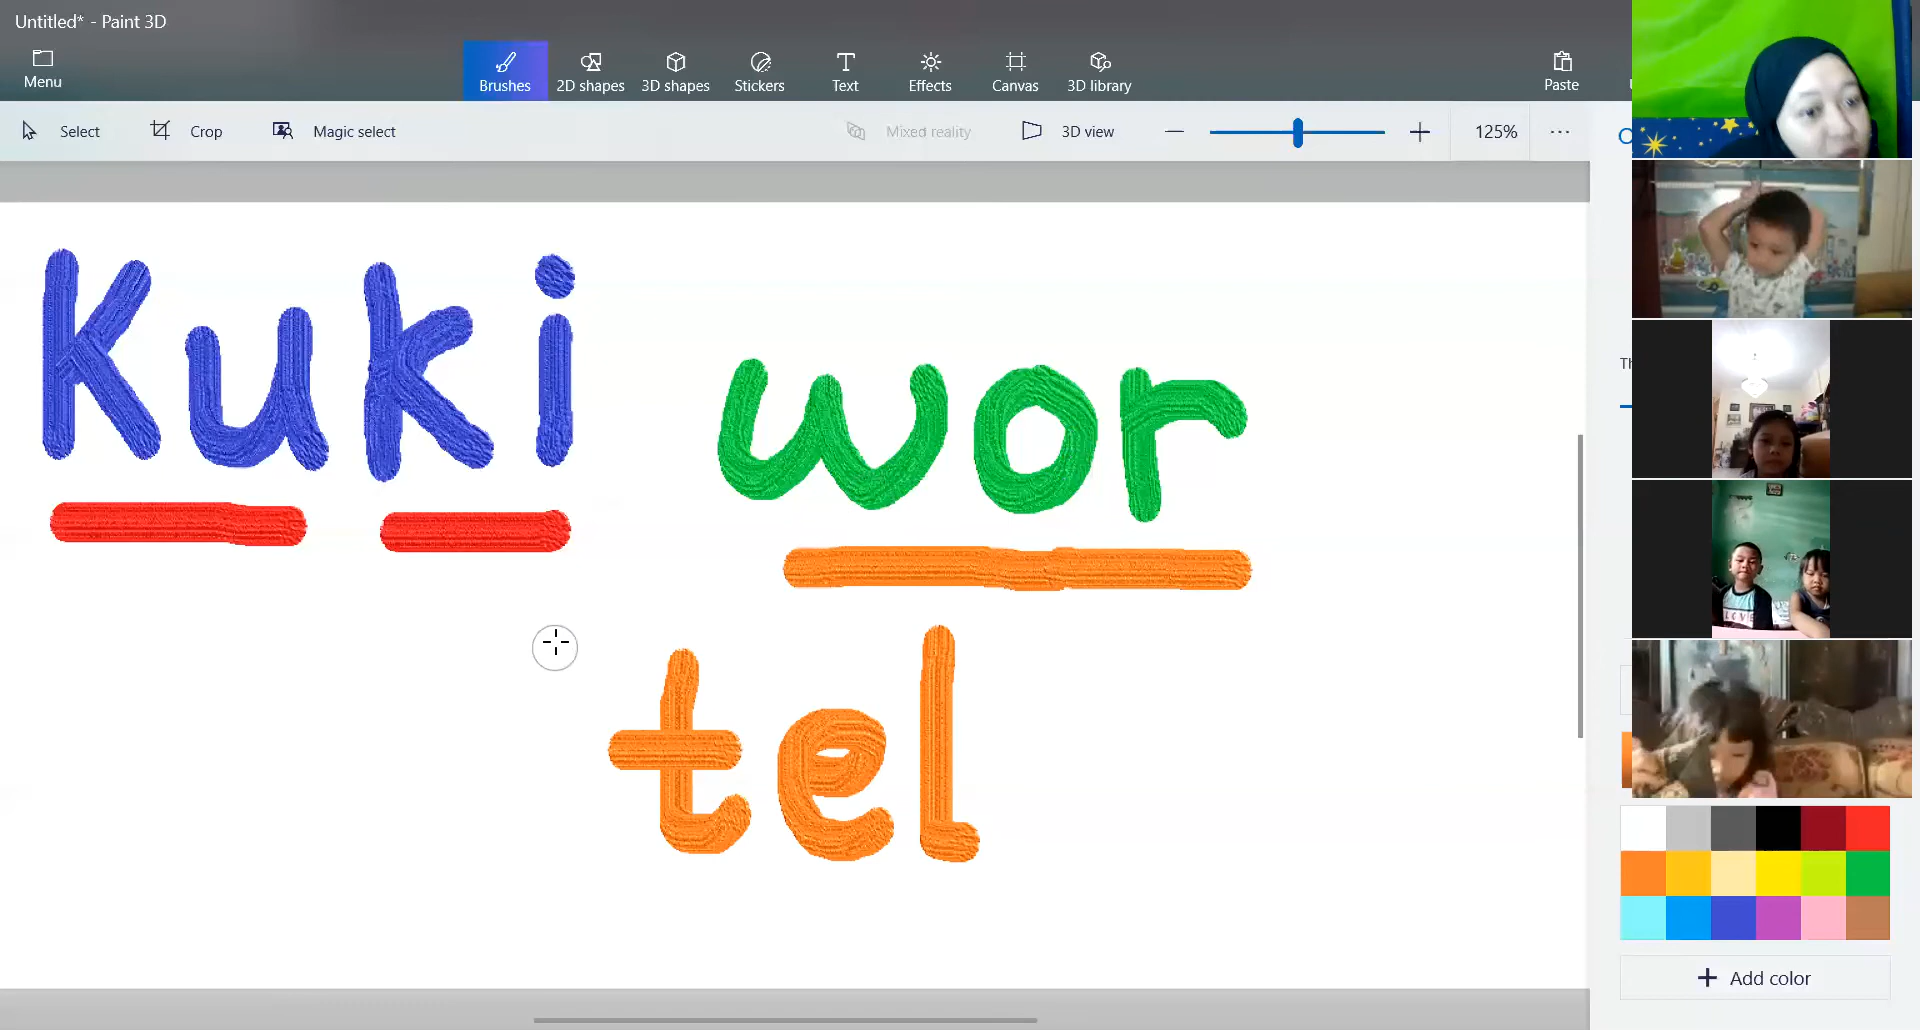 Untitled* - Paint 3D
Menu
Brushes
2D shapes
3D shapes
Stickers
Text
Effects
Canvas
3D library
Paste
Select
Crop
Magic select
Mixed reality
3D view
125%
Kuki
wor
tel
Add color